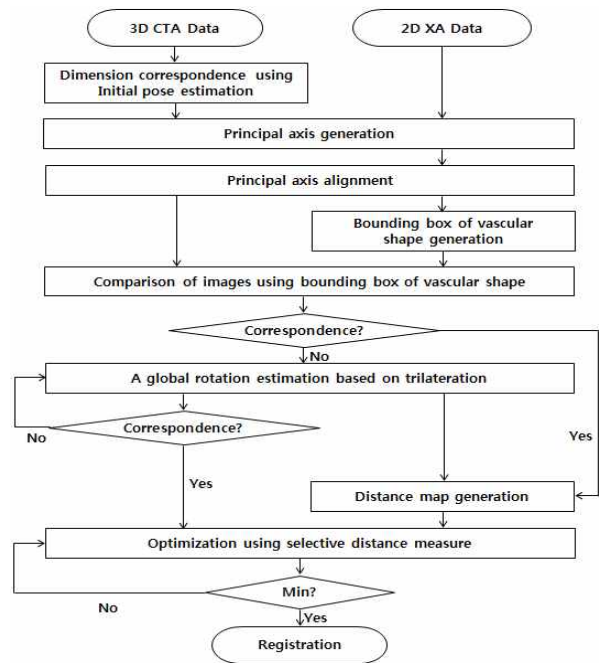 3D CTA Data
2D XA Data
Dimension correspondence using
Initial pose estimation
Principal axis generation
Principal axis alignment
Bounding box of vascular
shape generation
Comparison of images using bounding box of vascular shape
Correspondence?
No
A global rotation estimation based on trilateration
Correspondence?
No
Yes
Yes
Distance map generation
Optimization using selective distance measure
Min?
No
Yes
Registration